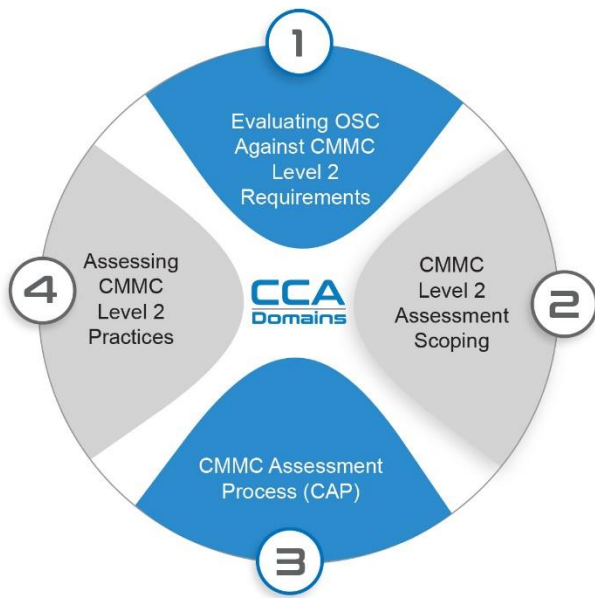 1
Evaluating OSC
Against CMMC
Level 2
Requirements
2
CMMC
Level 2
Assessment
Scoping
3
CMMC Assessment
Process (CAP)
4
Assessing
CMMC
Level 2
Practices
CCA
Domains